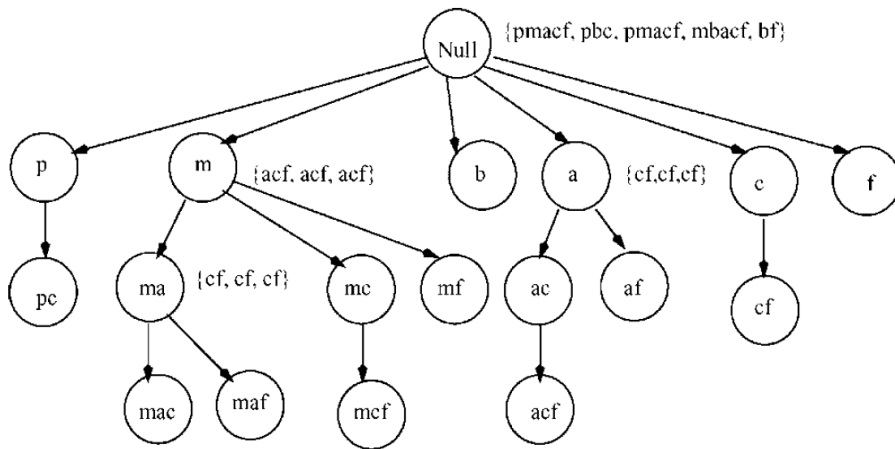 Null {pmacf, pbc, pmacf, mbacf, bf}
p m {acf, acf, acf} b a {cf,cf,cf} c f
pc ma {cf, cf, cf} mc mf ac af cf
mac maf mcf acf